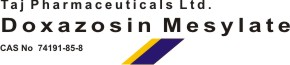 Taj Pharmaceuticals Ltd.
Doxazosin Mesylate
CAS No 74191-85-8